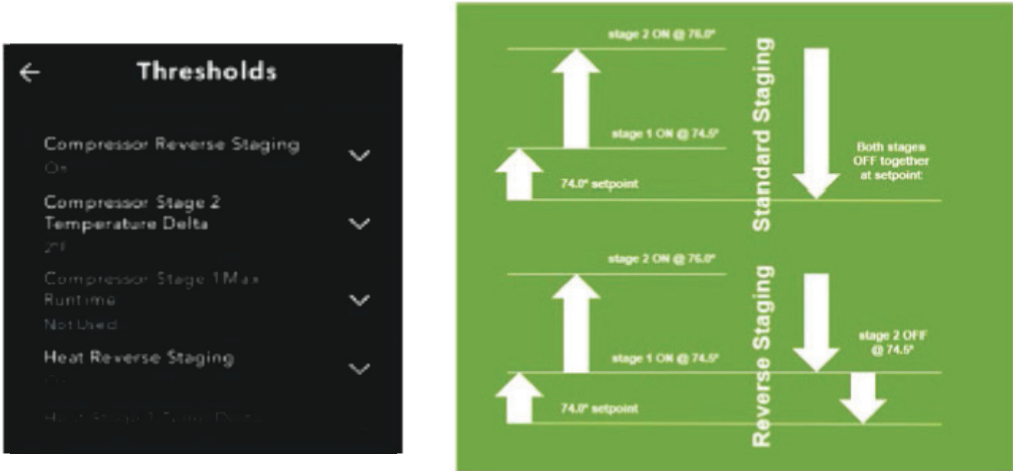 Thresholds
Compressor Reverse Staging
On
Compressor Stage 2
Temperature Delta
2°F
Compressor Stage 1 Max
Runtime
Not Used
Heat Reverse Staging
stage 2 ON @ 76.0°
stage 1 ON @ 74.5°
74.0° setpoint
Standard Staging
Both stages
OFF together
at setpoint
stage 2 ON @ 76.0°
stage 1 ON @ 74.5°
74.0° setpoint
Reverse Staging
stage 2 OFF
@ 74.5°